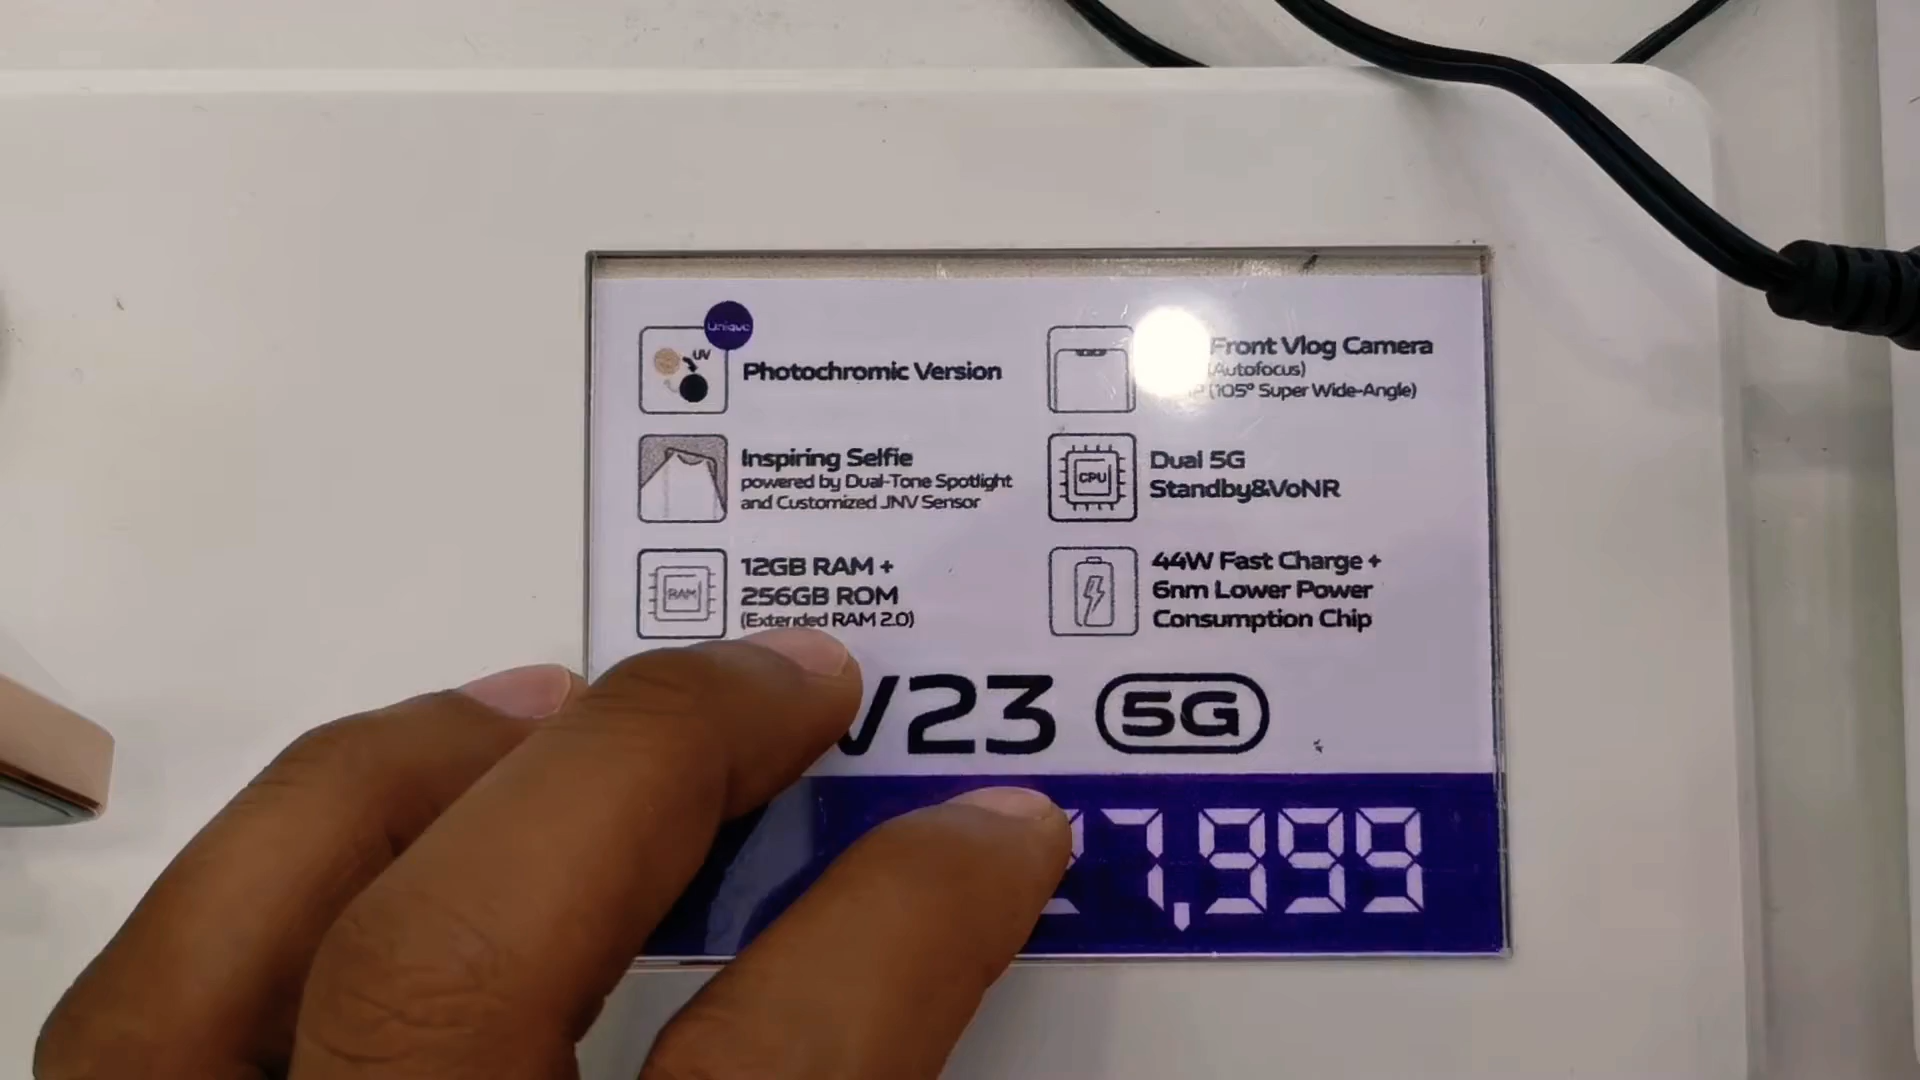 Unique
UV
Photochromic Version
Front Vlog Camera
(Autofocus)
(105° Super Wide-Angle)
Inspiring Selfie
powered by Dual-Tone Spotlight
and Customized JNV Sensor
CPU
Dual 5G
Standby&VoNR
RAM
12GB RAM +
256GB ROM
(Extended RAM 2.0)
44W Fast Charge +
6nm Lower Power
Consumption Chip
V23 5G
7,999